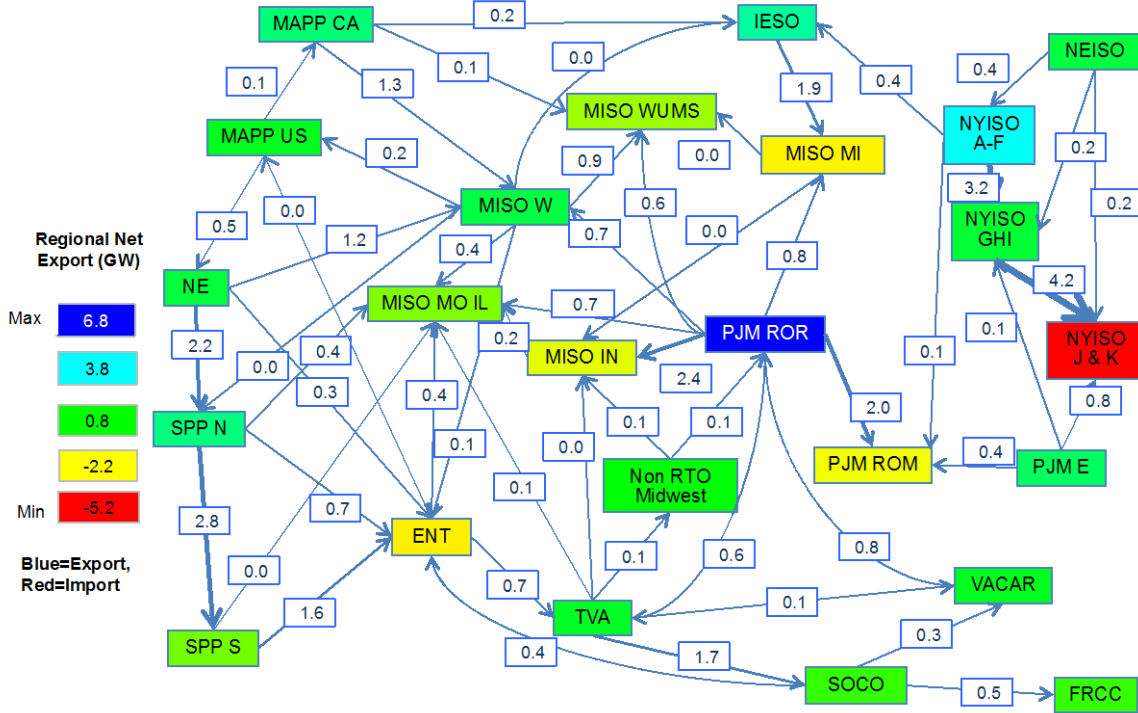 MAPP CA
0.2
IESO
NEISO
0.1
1.3
0.1
0.0
1.9
0.4
0.4
MAPP US
MISO WUMS
MISO MI
NYISO
A-F
0.2
0.9
0.0
0.2
3.2
0.2
0.5
0.0
MISO W
0.6
0.7
0.0
NYISO
GHI
Regional Net
Export (GW)
1.2
0.4
0.8
4.2
NE
MISO MO IL
0.7
Max
6.8
PJM ROR
0.1
NYISO
J & K
2.2
0.0
0.4
0.2
MISO IN
0.1
3.8
0.3
0.4
2.4
0.8
0.8
SPP N
0.1
0.0
0.1
0.1
2.0
-2.2
0.1
Non RTO
Midwest
PJM ROM
0.4
PJM E
Min
-5.2
2.8
0.7
ENT
Blue=Export,
Red=Import
0.0
0.7
0.1
0.6
0.8
VACAR
1.6
TVA
0.1
SPP S
0.4
1.7
0.3
SOCO
0.5
FRCC